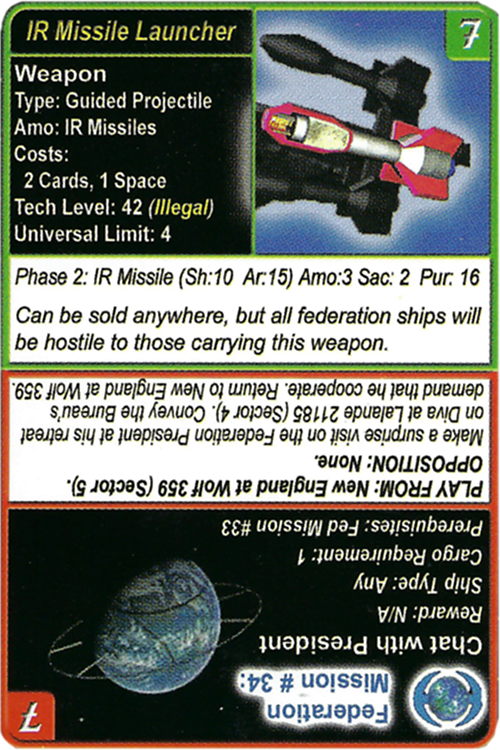 IR Missile Launcher
7
Weapon
Type: Guided Projectile
Amo: IR Missiles
Costs:
2 Cards, 1 Space
Tech Level: 42 (Illegal)
Universal Limit: 4
Phase 2: IR Missile (Sh:10 Ar:15) Amo:3 Sac: 2 Pur: 16
Can be sold anywhere, but all federation ships will
be hostile to those carrying this weapon.
7
Federation
Mission # 34:
Chat with President
Reward: N/A
Ship Type: Any
Cargo Requirement: 1
Prerequisites: Fed Mission #33
PLAY FROM: New England at Wolf 359 (Sector 5).
OPPOSITION: None.
Make a surprise visit on the Federation President at his retreat
on Diva at Lalande 21185 (Sector 4). Convey the Bureau's
demand that he cooperate. Return to New England at Wolf 359.